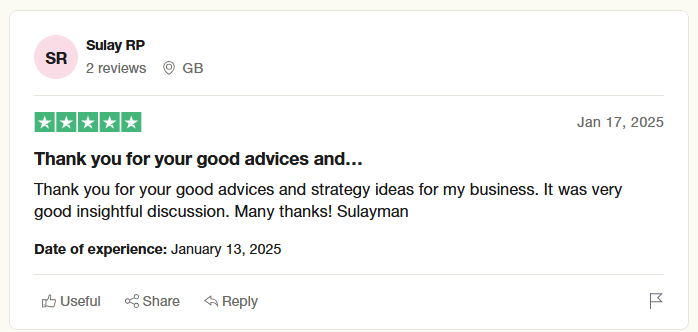 SR
Sulay RP
2 reviews GB
Jan 17, 2025
Thank you for your good advices and…
Thank you for your good advices and strategy ideas for my business. It was very
good insightful discussion. Many thanks! Sulayman
Date of experience: January 13, 2025
Useful Share Reply